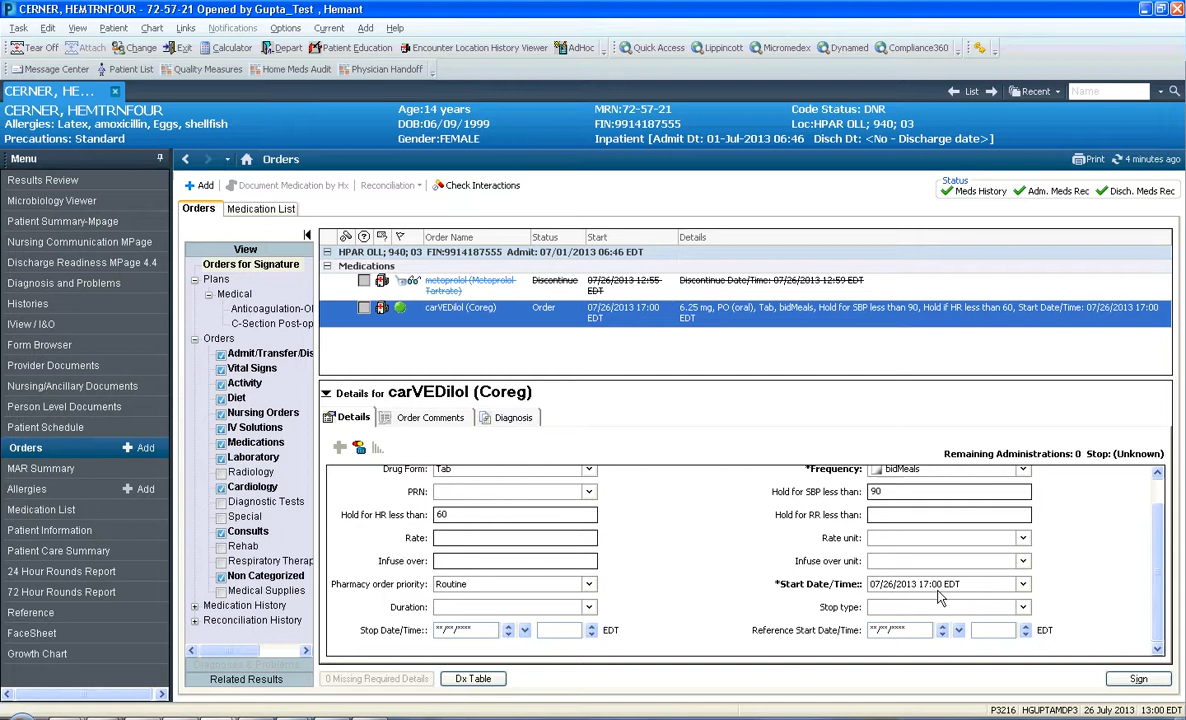 CERNER, HEMTRNFOUR - 72-57-21 Opened by Gupta_Test , Hemant
Task Edit View Patient Chart Links Notifications Options Current Add Help
Tear Off Attach Change Exit Calculator Depart Patient Education Encounter Location History Viewer AdHoc Quick Access Lippincott Micromedex Dynamed Compliance360
Message Center Patient List Quality Measures Home Meds Audit Physician Handoff
CERNER, HE... List Recent Name
CERNER, HEMTRNFOUR Age:14 years MRN:72-57-21 Code Status: DNR
Allergies: Latex, amoxicillin, Eggs, shellfish DOB:06/09/1999 FIN:9914187555 Loc:HPAR OLL; 940; 03
Precautions: Standard Gender:FEMALE Inpatient [Admit Dt: 01-Jul-2013 06:46 Disch Dt: <No - Discharge date>]
Menu
Results Review
Microbiology Viewer
Patient Summary-Mpage
Nursing Communication MPage
Discharge Readiness MPage 4.4
Diagnosis and Problems
Histories
IView / I&O
Form Browser
Provider Documents
Nursing/Ancillary Documents
Person Level Documents
Patient Schedule
Orders Add
MAR Summary
Allergies Add
Medication List
Patient Information
Patient Care Summary
24 Hour Rounds Report
72 Hour Rounds Report
Reference
FaceSheet
Growth Chart
Orders Print 4 minutes ago
Add Document Medication by Hx Reconciliation Check Interactions
Status
Meds History Adm. Meds Rec Disch. Meds Rec
Orders Medication List
View
Orders for Signature
Plans
Medical
Anticoagulation-O
C-Section Post-op
Orders
Admit/Transfer/Dis
Vital Signs
Activity
Diet
Nursing Orders
IV Solutions
Medications
Laboratory
Radiology
Cardiology
Diagnostic Tests
Special
Consults
Rehab
Respiratory Therap
Non Categorized
Medical Supplies
Medication History
Reconciliation History
Diagnoses & Problems
Related Results
Order Name Status Start Details
HPAR OLL; 940; 03 FIN:9914187555 Admit: 07/01/2013 06:46 EDT
Medications
metoprolol (Metoprolol Discontinue 07/26/2013 12:55 Discontinue Date/Time: 07/26/2013 12:59 EDT
Tartrate) EDT
carVEDilol (Coreg) Order 07/26/2013 17:00 6.25 mg, PO (oral), Tab, bidMeals, Hold for SBP less than 90, Hold if HR less than 60, Start Date/Time: 07/26/2013 17:00
EDT EDT
Details for carVEDilol (Coreg)
Details Order Comments Diagnosis
Remaining Administrations: 0 Stop: (Unknown)
Drug Form: Tab *Frequency: bidMeals
PRN: Hold for SBP less than: 90
Hold for HR less than: 60 Hold for RR less than:
Rate: Rate unit:
Infuse over: Infuse over unit:
Pharmacy order priority: Routine *Start Date/Time:: 07/26/2013 17:00 EDT
Duration: Stop type:
Stop Date/Time:: **/**/**** EDT Reference Start Date/Time: **/**/**** EDT
0 Missing Required Details Dx Table Sign
P3216 HGUPTAMDP3 26 July 2013 13:00 EDT